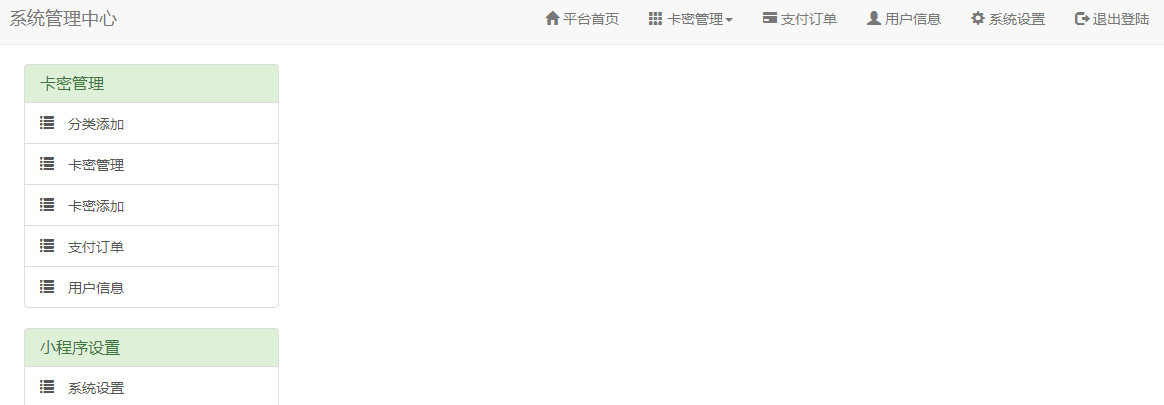 系统管理中心
平台首页 卡密管理 支付订单 用户信息 系统设置 退出登陆
卡密管理
分类添加
卡密管理
卡密添加
支付订单
用户信息
小程序设置
系统设置